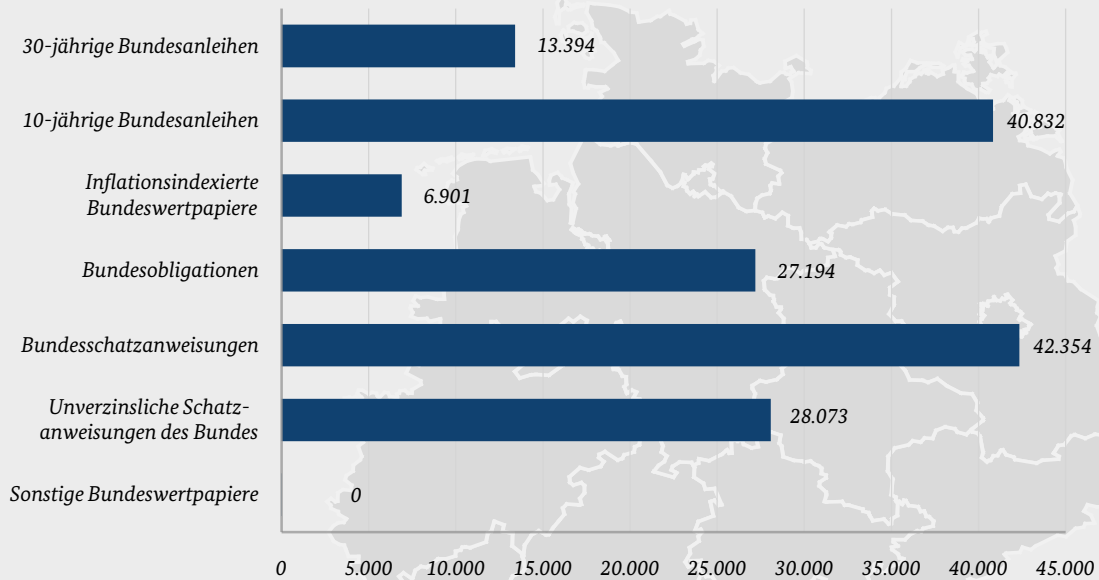 30-jährige Bundesanleihen
13.394
10-jährige Bundesanleihen
40.832
Inflationsindexierte
Bundeswertpapiere
6.901
Bundesobligationen
27.194
Bundesschatzanweisungen
42.354
Unverzinsliche Schatz-
anweisungen des Bundes
28.073
Sonstige Bundeswertpapiere
0
0 5.000 10.000 15.000 20.000 25.000 30.000 35.000 40.000 45.000